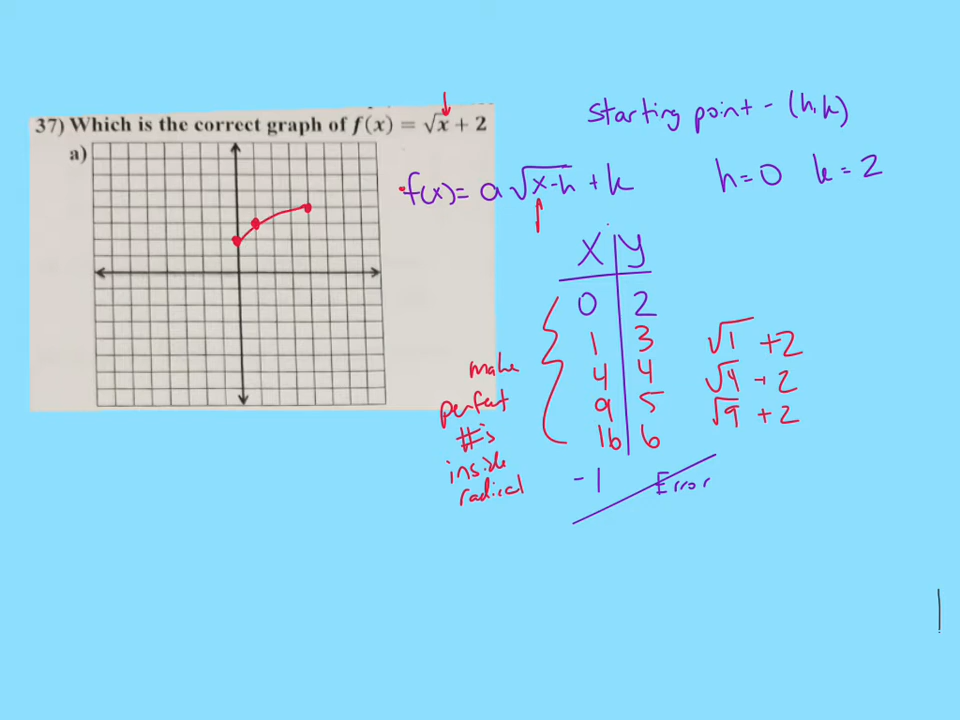 37) Which is the correct graph of f(x) = √x + 2
a)
starting point - (h,k)
f(x)= a √x-h + k
h=0 k=2
X | Y
0 | 2
1 | 3 √1 +2
4 | 4 √4 + 2
9 | 5 √9 + 2
16 | 6
-1 Error
make
perfect
#'s
inside
radical